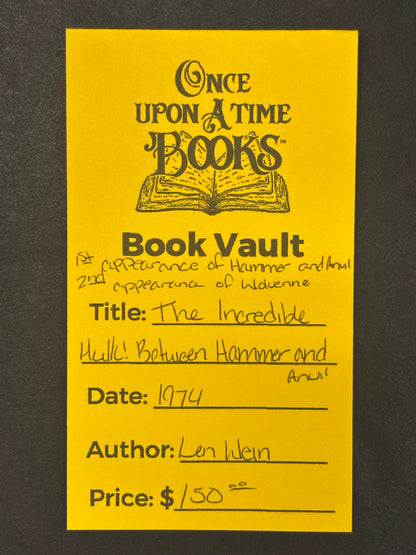 ONCE
UPON A TIME
BOOKS™
Book Vault
1st appearance of Hammer and Anvil
2nd appearance of Wolverine
Title: The Incredible
Hulk! Between Hammer and
Anvil
Date: 1974
Author: Len Wein
Price: $150.00